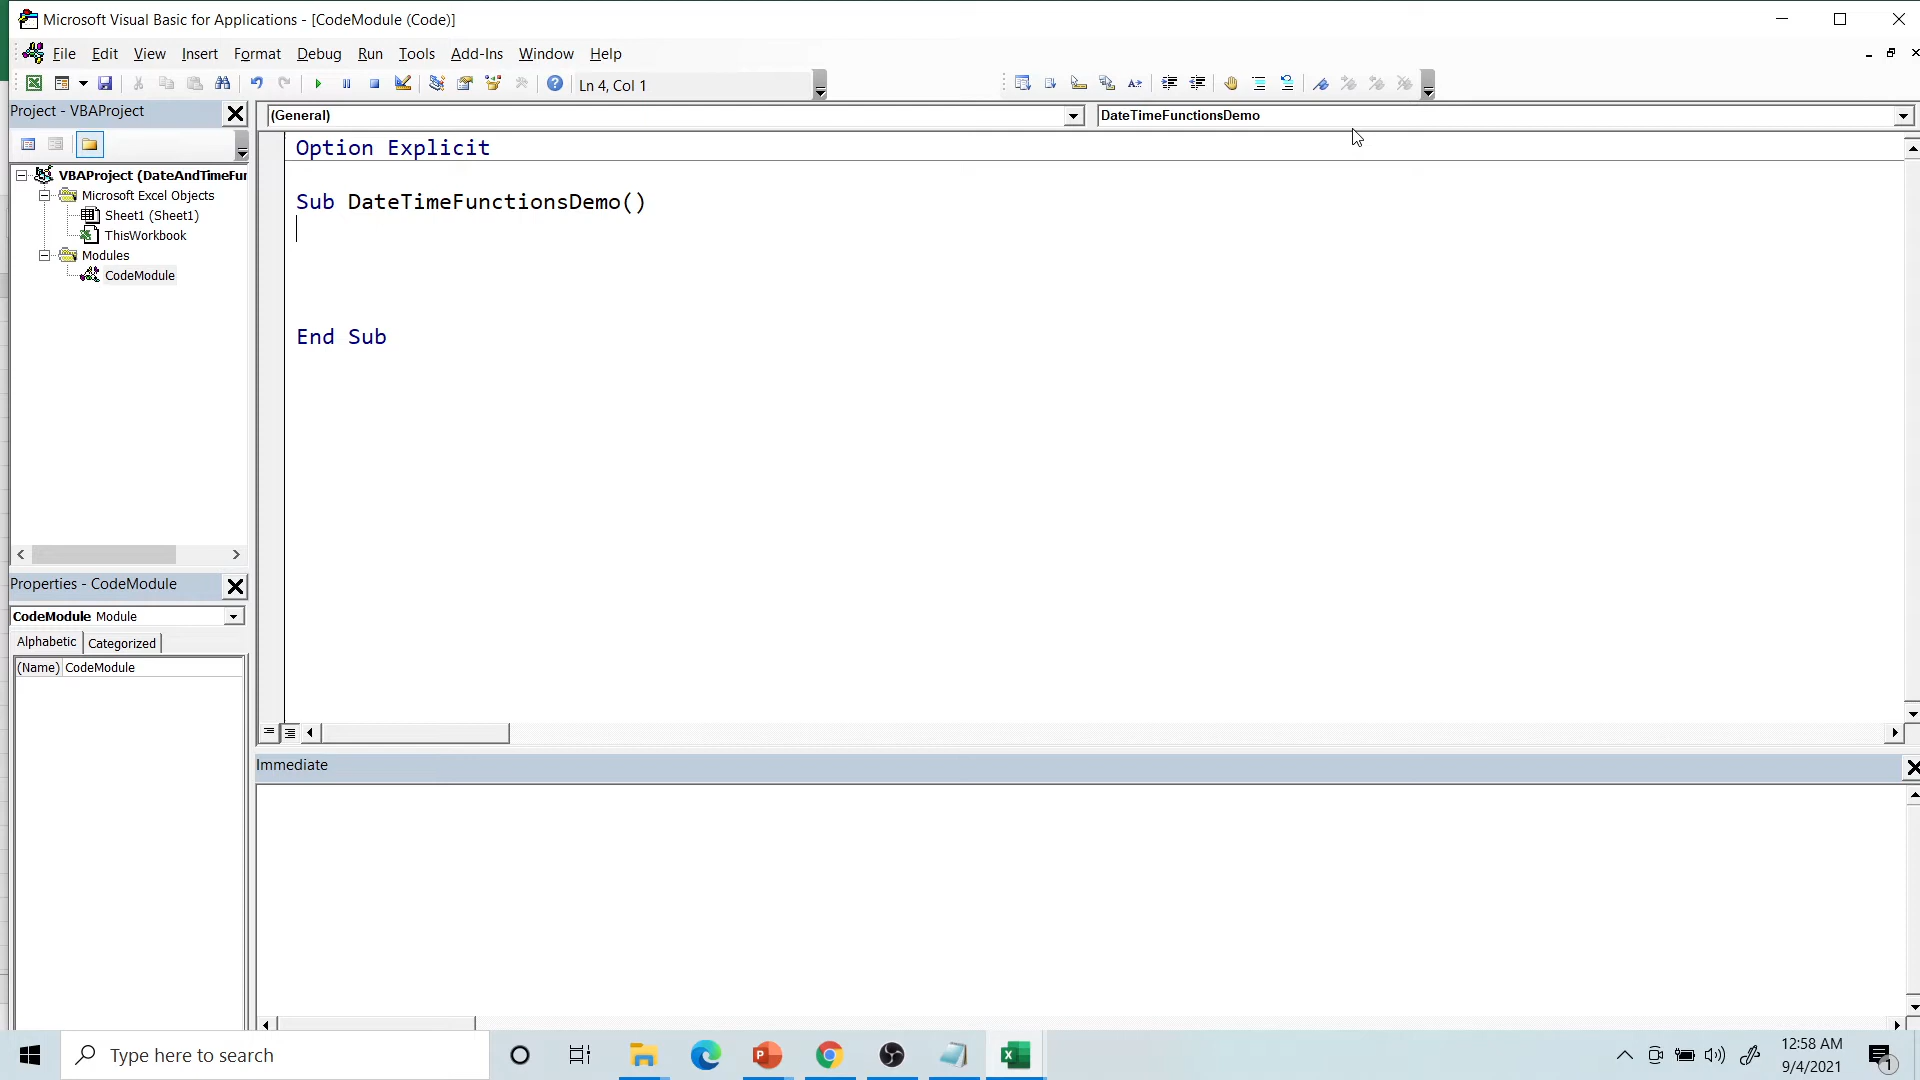 Microsoft Visual Basic for Applications - [CodeModule (Code)]
File Edit View Insert Format Debug Run Tools Add-Ins Window Help
Ln 4, Col 1
Project - VBAProject
(General)
DateTimeFunctionsDemo
Option Explicit
VBAProject (DateAndTimeFun
Microsoft Excel Objects
Sheet1 (Sheet1)
ThisWorkbook
Modules
CodeModule
Sub DateTimeFunctionsDemo()
End Sub
Properties - CodeModule
CodeModule Module
Alphabetic Categorized
(Name) CodeModule
Immediate
Type here to search
12:58 AM
9/4/2021
1